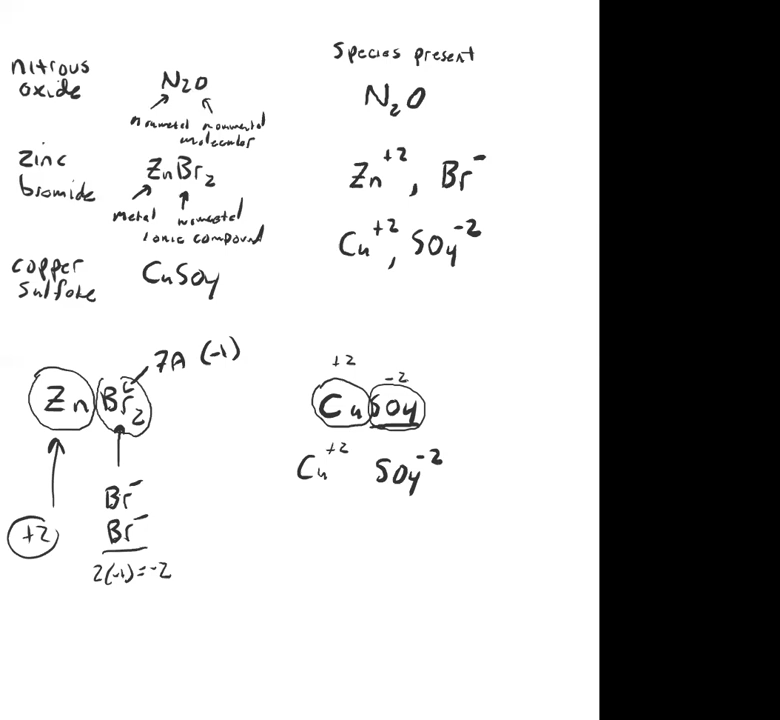 Species present
nitrous
oxide
N₂O
N₂O
nonmetal nonmetal
molecular
zinc
bromide
ZnBr₂
Zn⁺², Br⁻
metal nonmetal
ionic compound
Cu⁺², SO₄⁻²
copper
sulfate
CuSO₄
7A (-1)
ZnBr⁻₂
+2 -2
CuSO₄
Cu⁺² SO₄⁻²
Br⁻
+2
Br⁻
2(-1)=-2